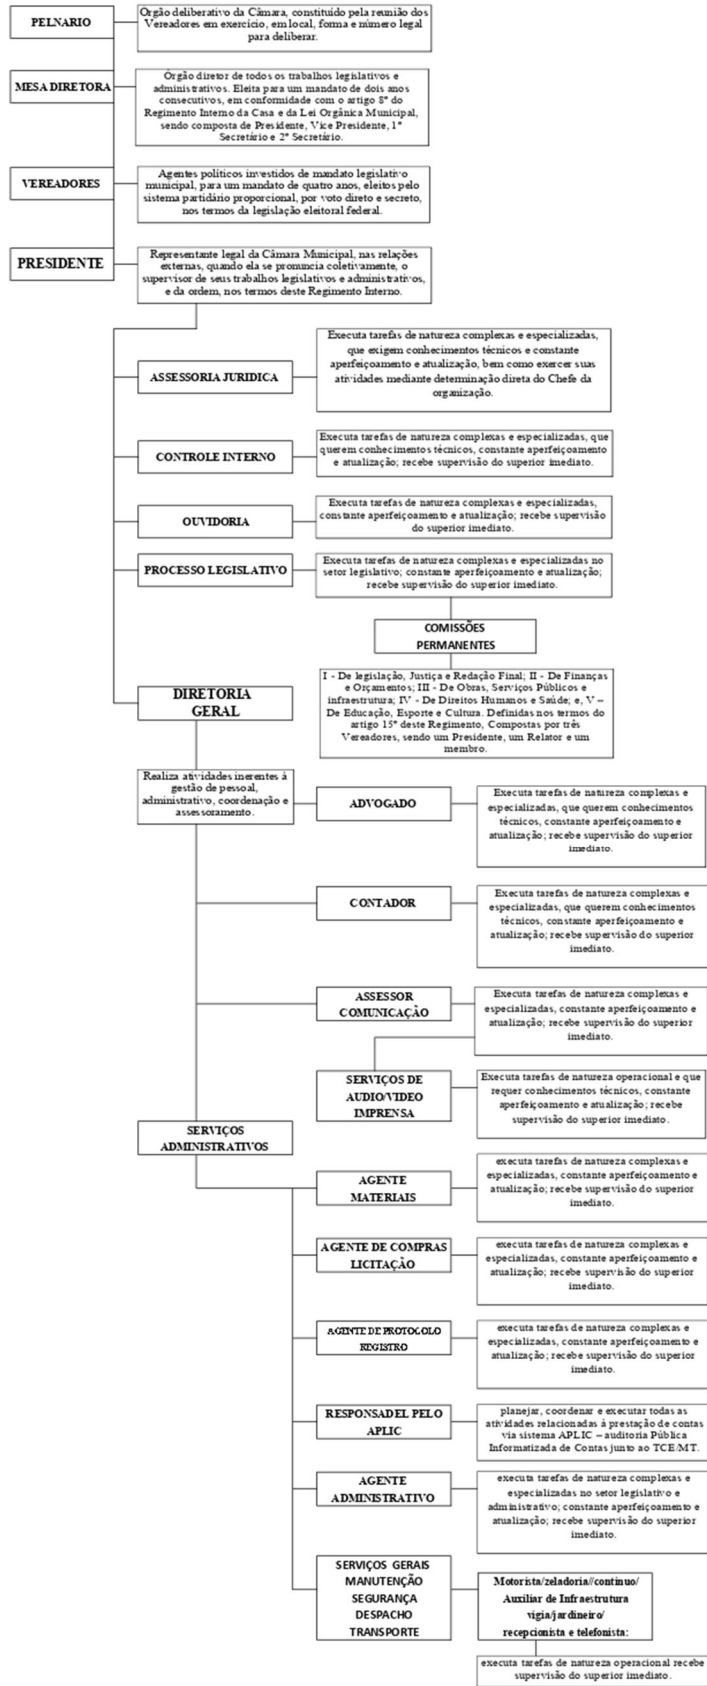 PELNARIO
Orgão deliberativo da Câmara, constituído pela reunião dos
Vereadores em exercício, em local, forma e número legal
para deliberar.
MESA DIRETORA
Órgão diretor de todos os trabalhos legislativos e
administrativos. Eleita para um mandato de dois anos
consecutivos, em conformidade com o artigo 8º do
Regimento Interno da Casa e da Lei Orgânica Municipal,
sendo composta de Presidente, Vice Presidente, 1º
Secretário e 2º Secretário.
VEREADORES
Agentes políticos investidos de mandato legislativo
municipal, para um mandato de quatro anos, eleitos pelo
sistema partidário proporcional, por voto direto e secreto,
nos termos da legislação eleitoral federal.
PRESIDENTE
Representante legal da Câmara Municipal, nas relações
externas, quando ela se pronuncia coletivamente, o
supervisor de seus trabalhos legislativos e administrativos,
e da ordem, nos termos deste Regimento Interno.
ASSESSORIA JURIDICA
Executa tarefas de natureza complexas e especializadas,
que exigem conhecimentos técnicos e constante
aperfeiçoamento e atualização, bem como exercer suas
atividades mediante determinação direta do Chefe da
organização.
CONTROLE INTERNO
Executa tarefas de natureza complexas e especializadas, que
querem conhecimentos técnicos, constante aperfeiçoamento
e atualização; recebe supervisão do superior imediato.
OUVIDORIA
Executa tarefas de natureza complexas e especializadas,
constante aperfeiçoamento e atualização; recebe supervisão
do superior imediato.
PROCESSO LEGISLATIVO
Executa tarefas de natureza complexas e especializadas no
setor legislativo; constante aperfeiçoamento e atualização;
recebe supervisão do superior imediato.
COMISSÕES
PERMANENTES
I - De legislação, Justiça e Redação Final; II - De Finanças
e Orçamentos; III - De Obras, Serviços Públicos e
infraestrutura; IV - De Direitos Humanos e Saúde; e, V –
De Educação, Esporte e Cultura. Definidas nos termos do
artigo 15º deste Regimento, Compostas por três
Vereadores, sendo um Presidente, um Relator e um
membro.
DIRETORIA
GERAL
Realiza atividades inerentes à
gestão de pessoal,
administrativo, coordenação e
assessoramento.
ADVOGADO
Executa tarefas de natureza complexas e
especializadas, que querem conhecimentos
técnicos, constante aperfeiçoamento e
atualização; recebe supervisão do superior
imediato.
CONTADOR
Executa tarefas de natureza complexas e
especializadas, que querem conhecimentos
técnicos, constante aperfeiçoamento e
atualização; recebe supervisão do superior
imediato.
ASSESSOR
COMUNICAÇÃO
Executa tarefas de natureza complexas e
especializadas, constante aperfeiçoamento e
atualização; recebe supervisão do superior
imediato.
SERVIÇOS DE
AUDIO/VIDEO
IMPRENSA
Executa tarefas de natureza operacional e que
requer conhecimentos técnicos, constante
aperfeiçoamento e atualização; recebe
supervisão do superior imediato.
SERVIÇOS
ADMINISTRATIVOS
AGENTE
MATERIAIS
executa tarefas de natureza complexas e
especializadas, constante aperfeiçoamento e
atualização; recebe supervisão do superior
imediato.
AGENTE DE COMPRAS
LICITAÇÃO
executa tarefas de natureza complexas e
especializadas, constante aperfeiçoamento e
atualização; recebe supervisão do superior
imediato.
AGENTE DE PROTOCOLO
REGISTRO
executa tarefas de natureza complexas e
especializadas, constante aperfeiçoamento e
atualização; recebe supervisão do superior
imediato.
RESPONSADEL PELO
APLIC
planejar, coordenar e executar todas as
atividades relacionadas à prestação de contas
via sistema APLIC – auditoria Pública
Informatizada de Contas junto ao TCE/MT.
AGENTE
ADMINISTRATIVO
executa tarefas de natureza complexas e
especializadas no setor legislativo e
administrativo; constante aperfeiçoamento e
atualização; recebe supervisão do superior
imediato.
SERVIÇOS GERAIS
MANUTENÇÃO
SEGURANÇA
DESPACHO
TRANSPORTE
Motorista/zeladoria//continuo/
Auxiliar de Infraestrutura
vigia/jardineiro/
recepcionista e telefonista:
executa tarefas de natureza operacional recebe
supervisão do superior imediato.